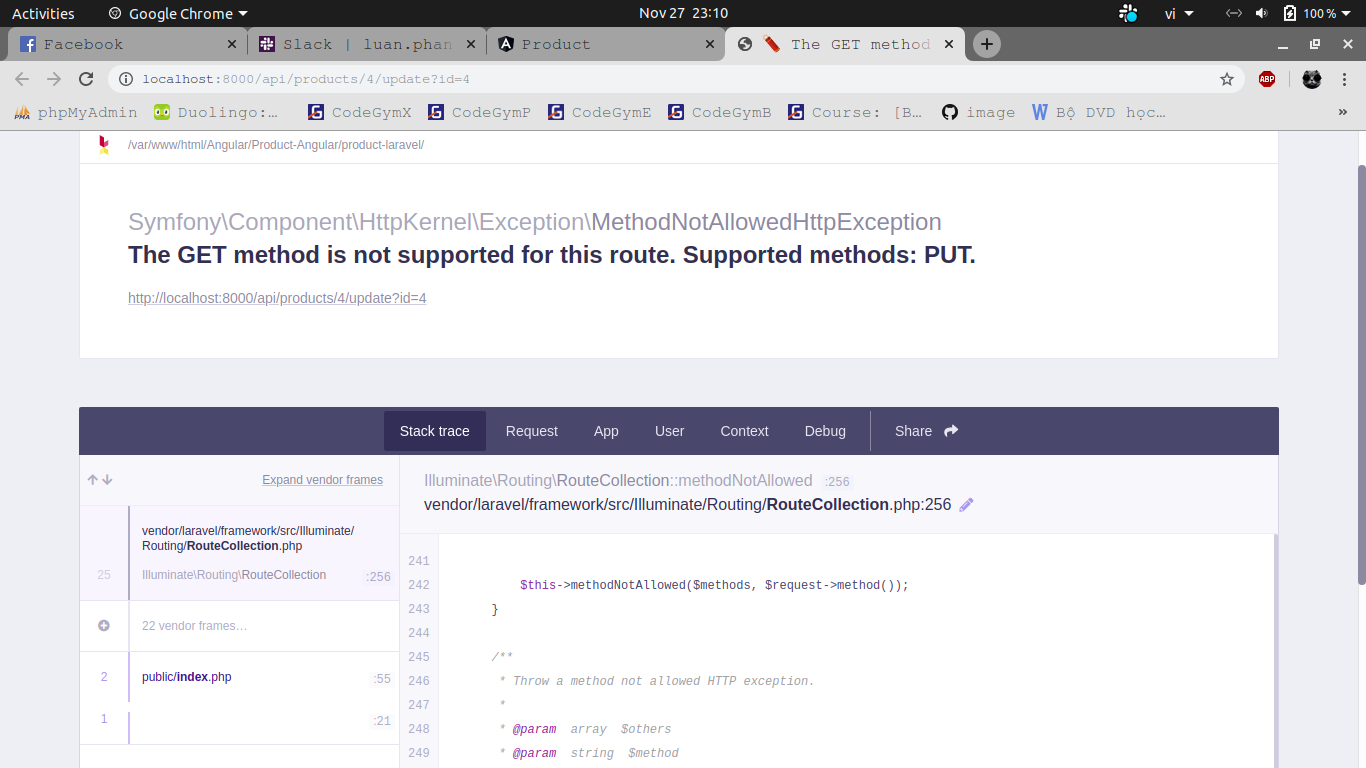 Activities Google Chrome Nov 27 23:10 vi 100 %
Facebook Slack | luan.phan Product The GET method
localhost:8000/api/products/4/update?id=4 ABP
PMA phpMyAdmin Duolingo:… CodeGymX CodeGymP CodeGymE CodeGymB Course: [B… image Bộ DVD học… »
/var/www/html/Angular/Product-Angular/product-laravel/
Symfony\Component\HttpKernel\Exception\MethodNotAllowedHttpException
The GET method is not supported for this route. Supported methods: PUT.
http://localhost:8000/api/products/4/update?id=4
Stack trace Request App User Context Debug Share
Expand vendor frames
vendor/laravel/framework/src/Illuminate/
Routing/RouteCollection.php
25 Illuminate\Routing\RouteCollection :256
22 vendor frames…
2 public/index.php :55
1 :21
Illuminate\Routing\RouteCollection::methodNotAllowed :256
vendor/laravel/framework/src/Illuminate/Routing/RouteCollection.php:256
241
242 $this->methodNotAllowed($methods, $request->method());
243 }
244
245 /**
246 * Throw a method not allowed HTTP exception.
247 *
248 * @param array $others
249 * @param string $method